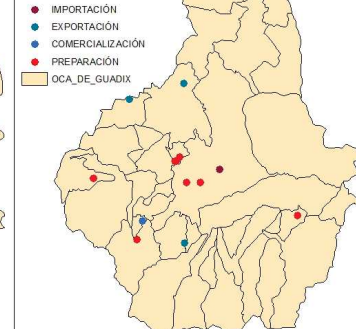 IMPORTACIÓN
EXPORTACIÓN
COMERCIALIZACIÓN
PREPARACIÓN
OCA_DE_GUADIX